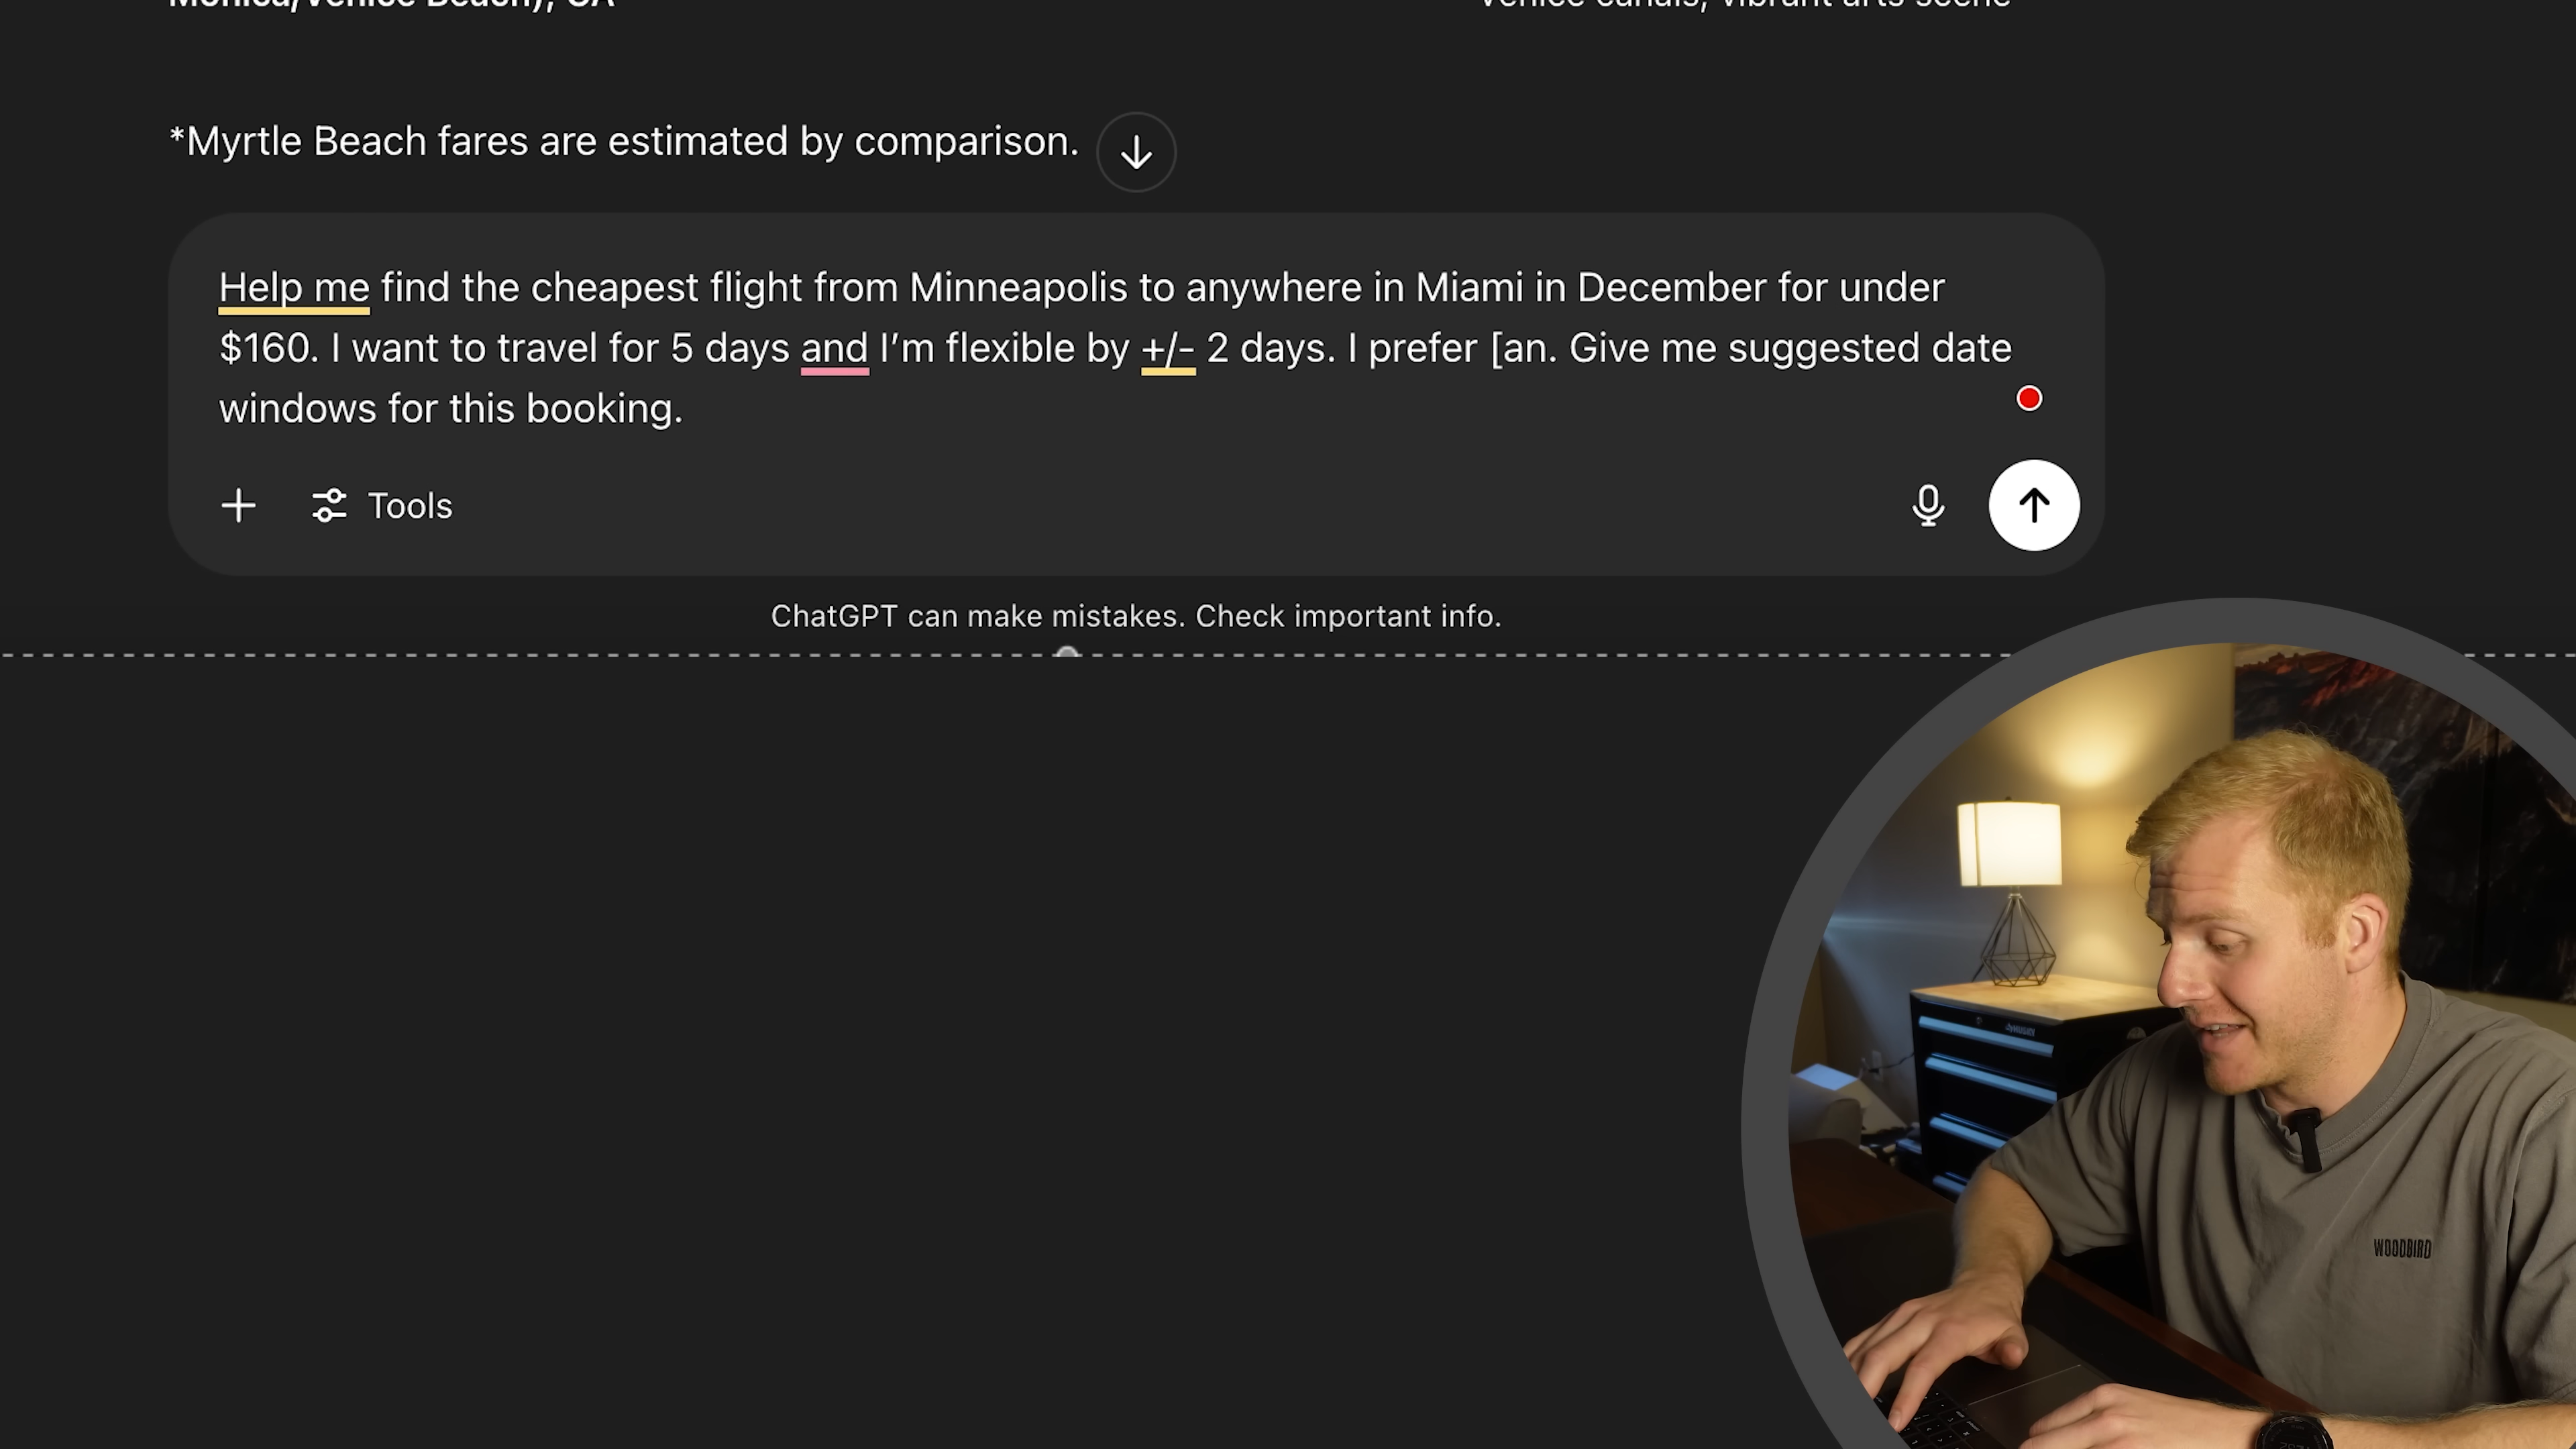 *Myrtle Beach fares are estimated by comparison.
Help me find the cheapest flight from Minneapolis to anywhere in Miami in December for under
$160. I want to travel for 5 days and I’m flexible by +/- 2 days. I prefer [an. Give me suggested date
windows for this booking.
Tools
ChatGPT can make mistakes. Check important info.
WOODBIRD